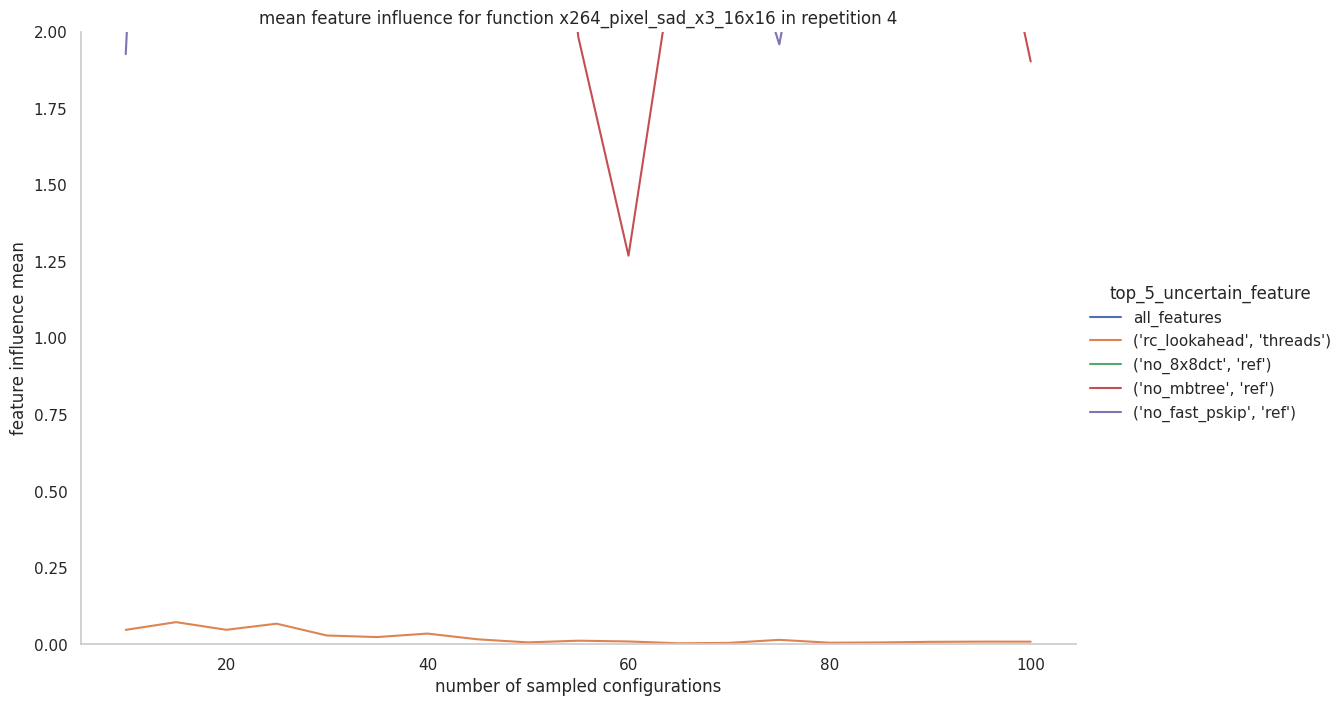 mean feature influence for function x264_pixel_sad_x3_16x16 in repetition 4
2.00
1.75
1.50
1.25
1.00
0.75
0.50
0.25
0.00
feature influence mean
20
40
60
80
100
number of sampled configurations
top_5_uncertain_feature
all_features
('rc_lookahead', 'threads')
('no_8x8dct', 'ref')
('no_mbtree', 'ref')
('no_fast_pskip', 'ref')